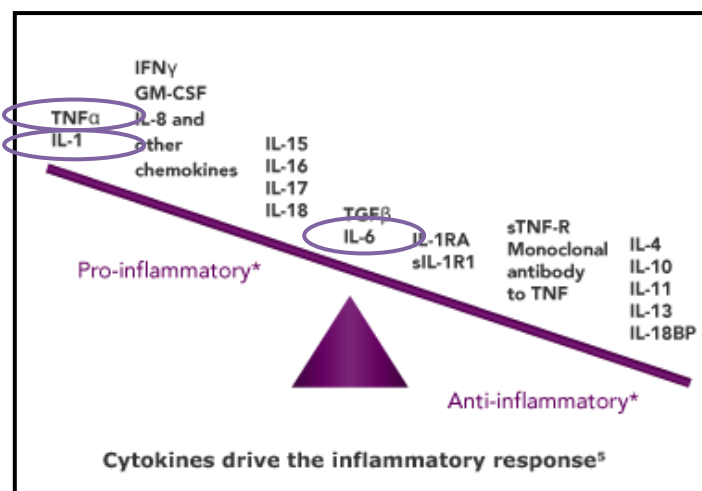 IFNγ
GM-CSF
IL-8 and
other
chemokines
TNFα
IL-1
IL-15
IL-16
IL-17
IL-18
TGFβ
IL-6
IL-1RA
sIL-1R1
sTNF-R
Monoclonal
antibody
to TNF
IL-4
IL-10
IL-11
IL-13
IL-18BP
Pro-inflammatory*
Anti-inflammatory*
Cytokines drive the inflammatory response⁵